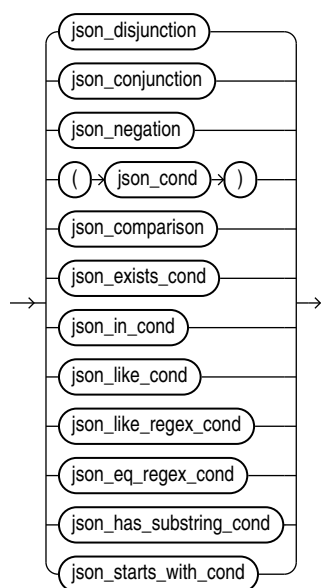 json_disjunction
json_conjunction
json_negation
( json_cond )
json_comparison
json_exists_cond
json_in_cond
json_like_cond
json_like_regex_cond
json_eq_regex_cond
json_has_substring_cond
json_starts_with_cond